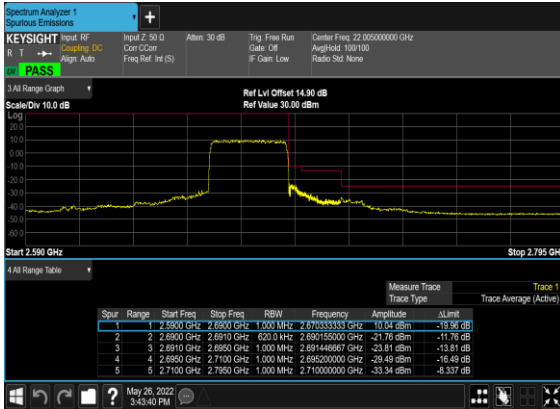 Spectrum Analyzer 1
Spurious Emissions
+
KEYSIGHT Input: RF Input Z: 50 Ω Atten: 30 dB Trig: Free Run Center Freq: 22.005000000 GHz
R T Coupling: DC Corr CCorr Gate: Off Avg|Hold: 100/100
Align: Auto Freq Ref: Int (S) IF Gain: Low Radio Std: None
PASS
3 All Range Graph
Ref Lvl Offset 14.90 dB
Scale/Div 10.0 dB Ref Value 30.00 dBm
Log
20.0
10.0
0.00
-10.0
-20.0
-30.0
-40.0
-50.0
-60.0
Start 2.590 GHz Stop 2.795 GH
4 All Range Table
Measure Trace Trace 1
Trace Type Trace Average (Active)
Spur Range Start Freq Stop Freq RBW Frequency Amplitude ΔLimit
1 1 2.5900 GHz 2.6900 GHz 1.000 MHz 2.670333333 GHz 10.04 dBm -19.96 dB
2 2 2.6900 GHz 2.6910 GHz 620.0 kHz 2.690155000 GHz -21.76 dBm -11.76 dB
3 3 2.6910 GHz 2.6950 GHz 1.000 MHz 2.691446667 GHz -23.81 dBm -13.81 dB
4 4 2.6950 GHz 2.7100 GHz 1.000 MHz 2.695200000 GHz -29.49 dBm -16.49 dB
5 5 2.7100 GHz 2.7950 GHz 1.000 MHz 2.710000000 GHz -33.34 dBm -8.337 dB
?
May 26, 2022
3:43:40 PM